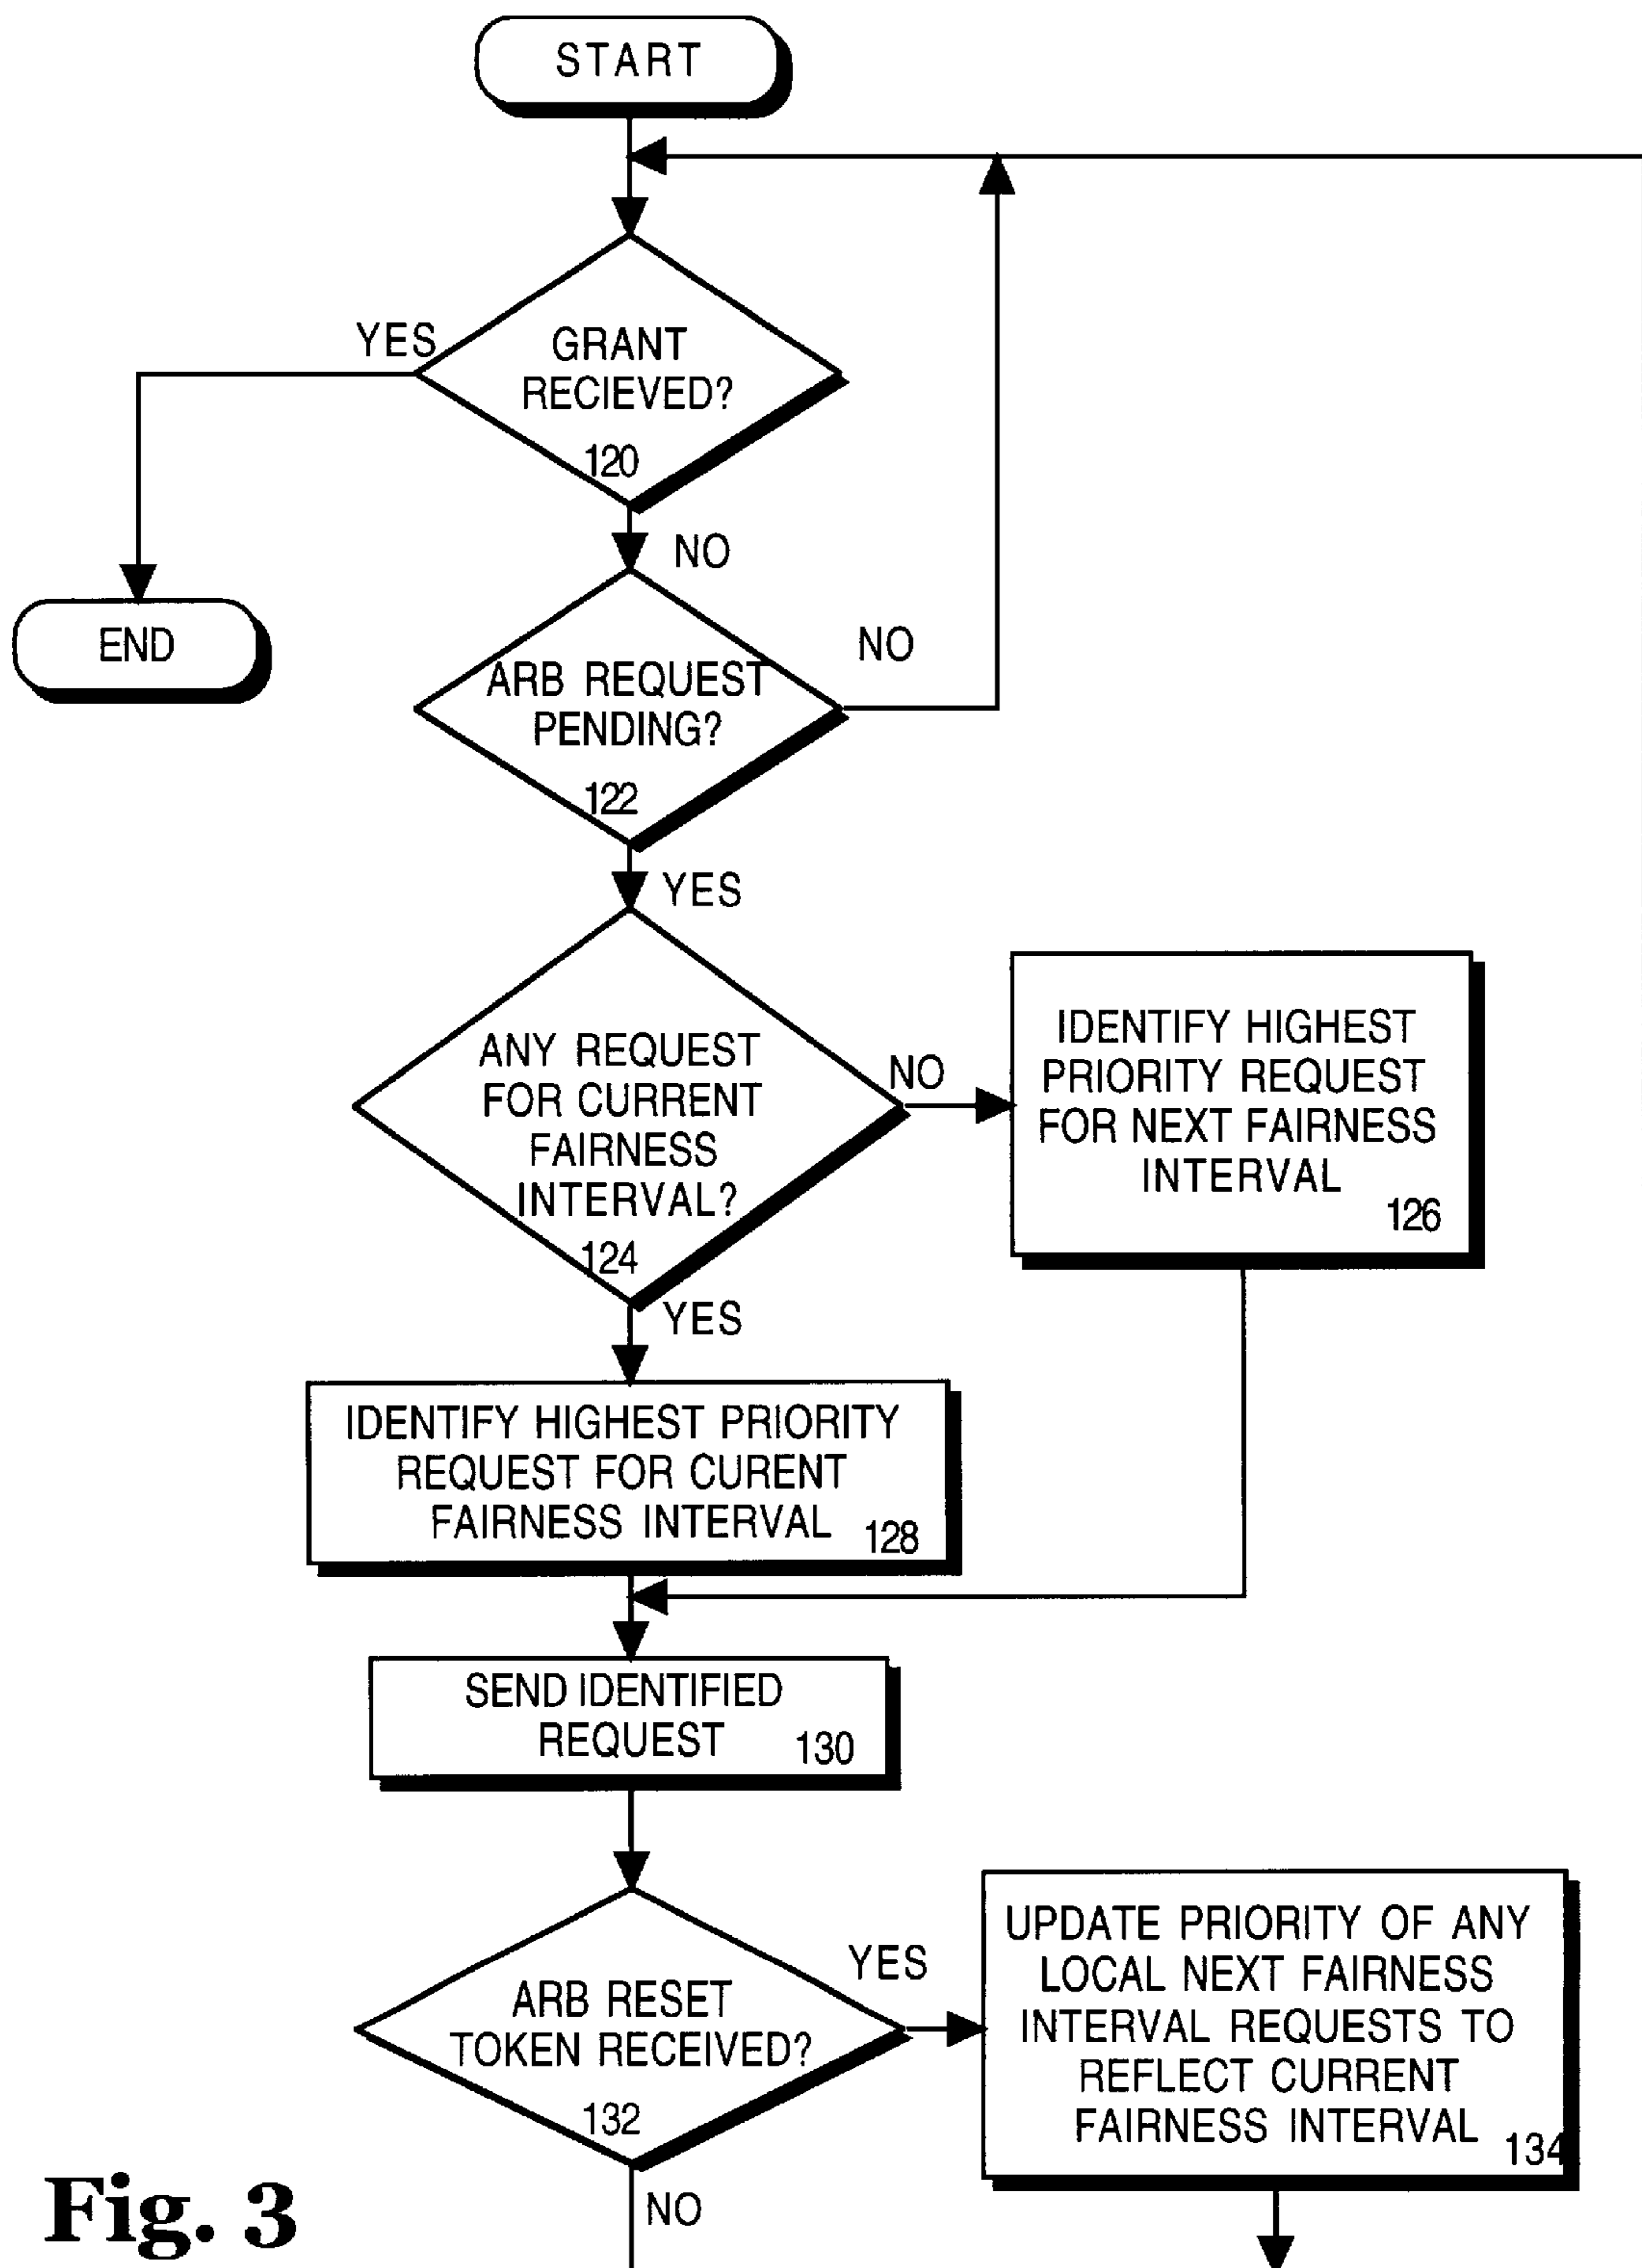 START
YES
GRANT
RECIEVED?
120
NO
END
ARB REQUEST
PENDING?
122
NO
YES
ANY REQUEST
FOR CURRENT
FAIRNESS
INTERVAL?
124
NO
IDENTIFY HIGHEST
PRIORITY REQUEST
FOR NEXT FAIRNESS
INTERVAL
126
YES
IDENTIFY HIGHEST PRIORITY
REQUEST FOR CURENT
FAIRNESS INTERVAL
128
SEND IDENTIFIED
REQUEST
130
ARB RESET
TOKEN RECEIVED?
132
YES
UPDATE PRIORITY OF ANY
LOCAL NEXT FAIRNESS
INTERVAL REQUESTS TO
REFLECT CURRENT
FAIRNESS INTERVAL
134
NO
Fig. 3